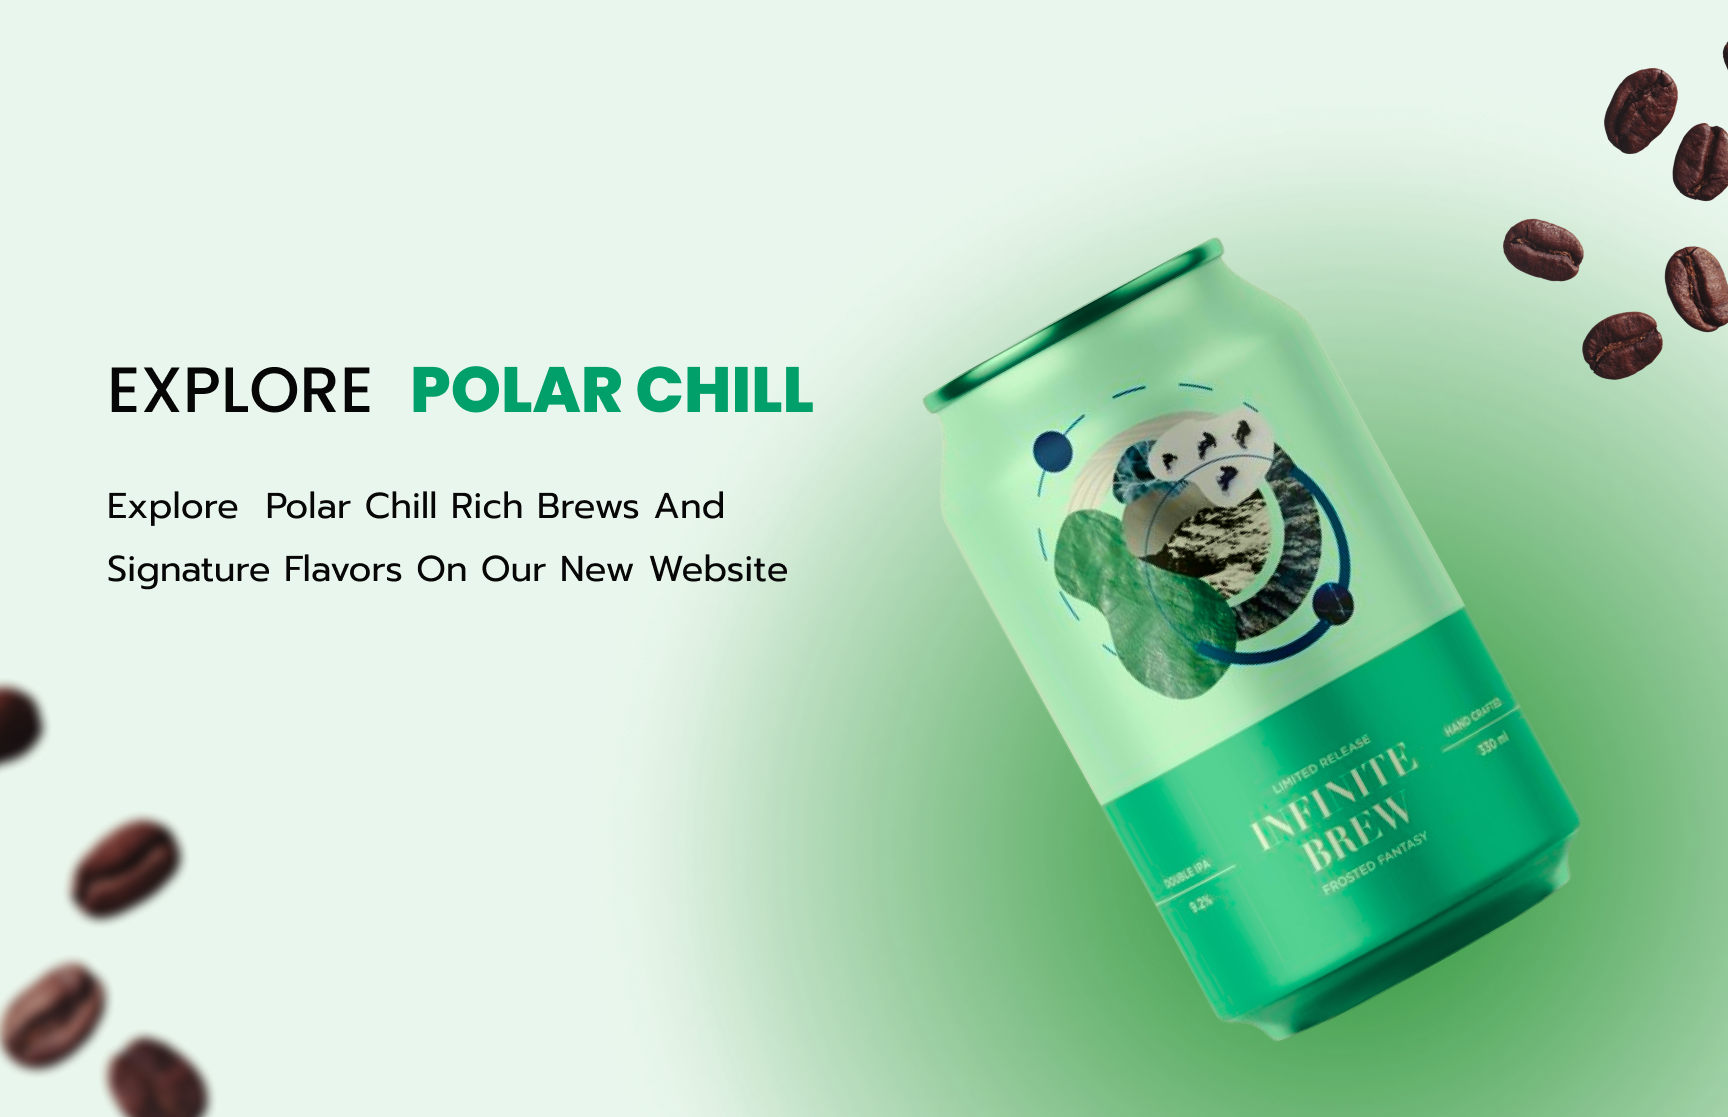 EXPLORE POLAR CHILL
Explore Polar Chill Rich Brews And
Signature Flavors On Our New Website
HAND CRAFTED
330 ml
LIMITED RELEASE
INFINITE
BREW
FROSTED FANTASY
DOUBLE IPA
9.2%